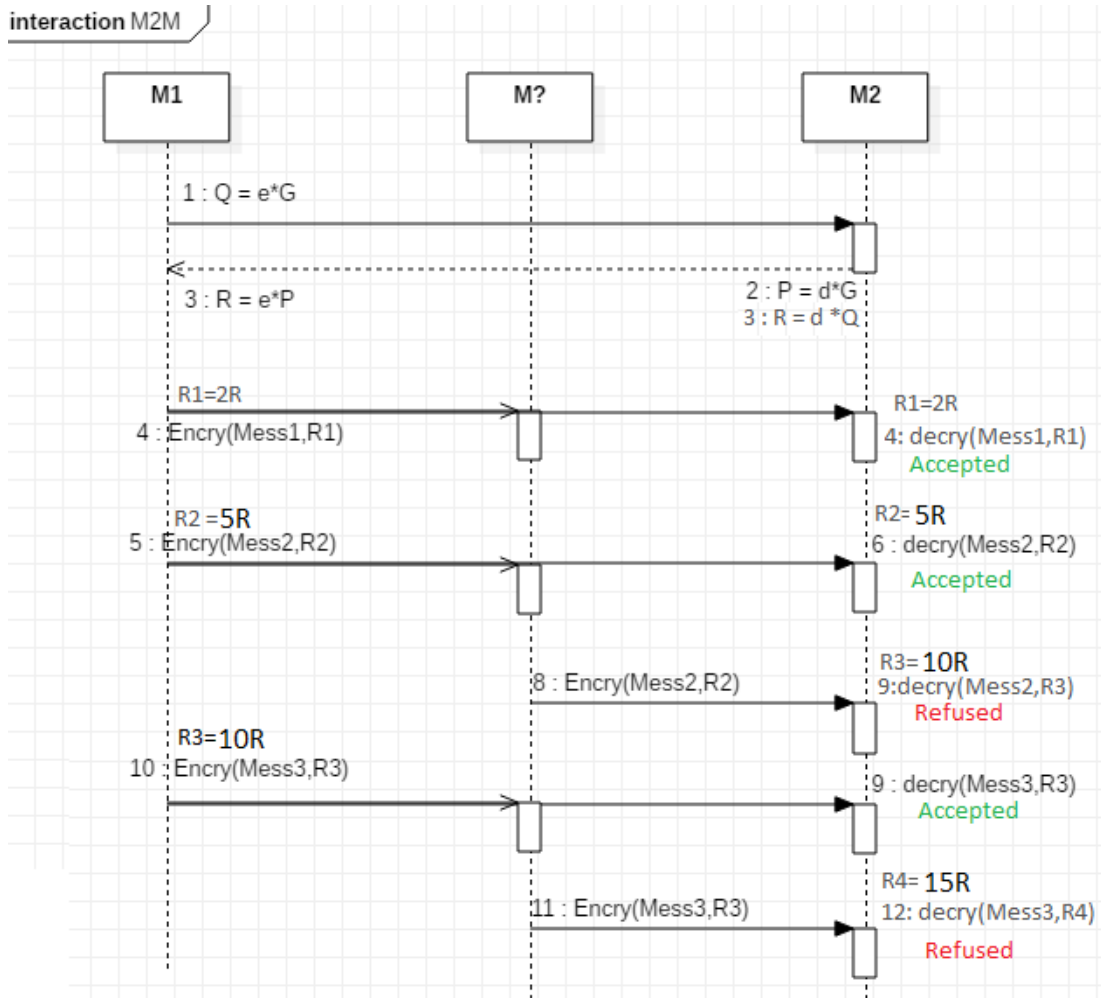 interaction M2M
M1
M?
M2
1 : Q = e*G
3 : R = e*P
2 : P = d*G
3 : R = d *Q
R1=2R
4 : Encry(Mess1,R1)
R1=2R
4: decry(Mess1,R1)
Accepted
R2 =5R
5 : Encry(Mess2,R2)
R2= 5R
6 : decry(Mess2,R2)
Accepted
8 : Encry(Mess2,R2)
R3= 10R
9:decry(Mess2,R3)
Refused
R3=10R
10 : Encry(Mess3,R3)
9 : decry(Mess3,R3)
Accepted
11 : Encry(Mess3,R3)
R4= 15R
12: decry(Mess3,R4)
Refused